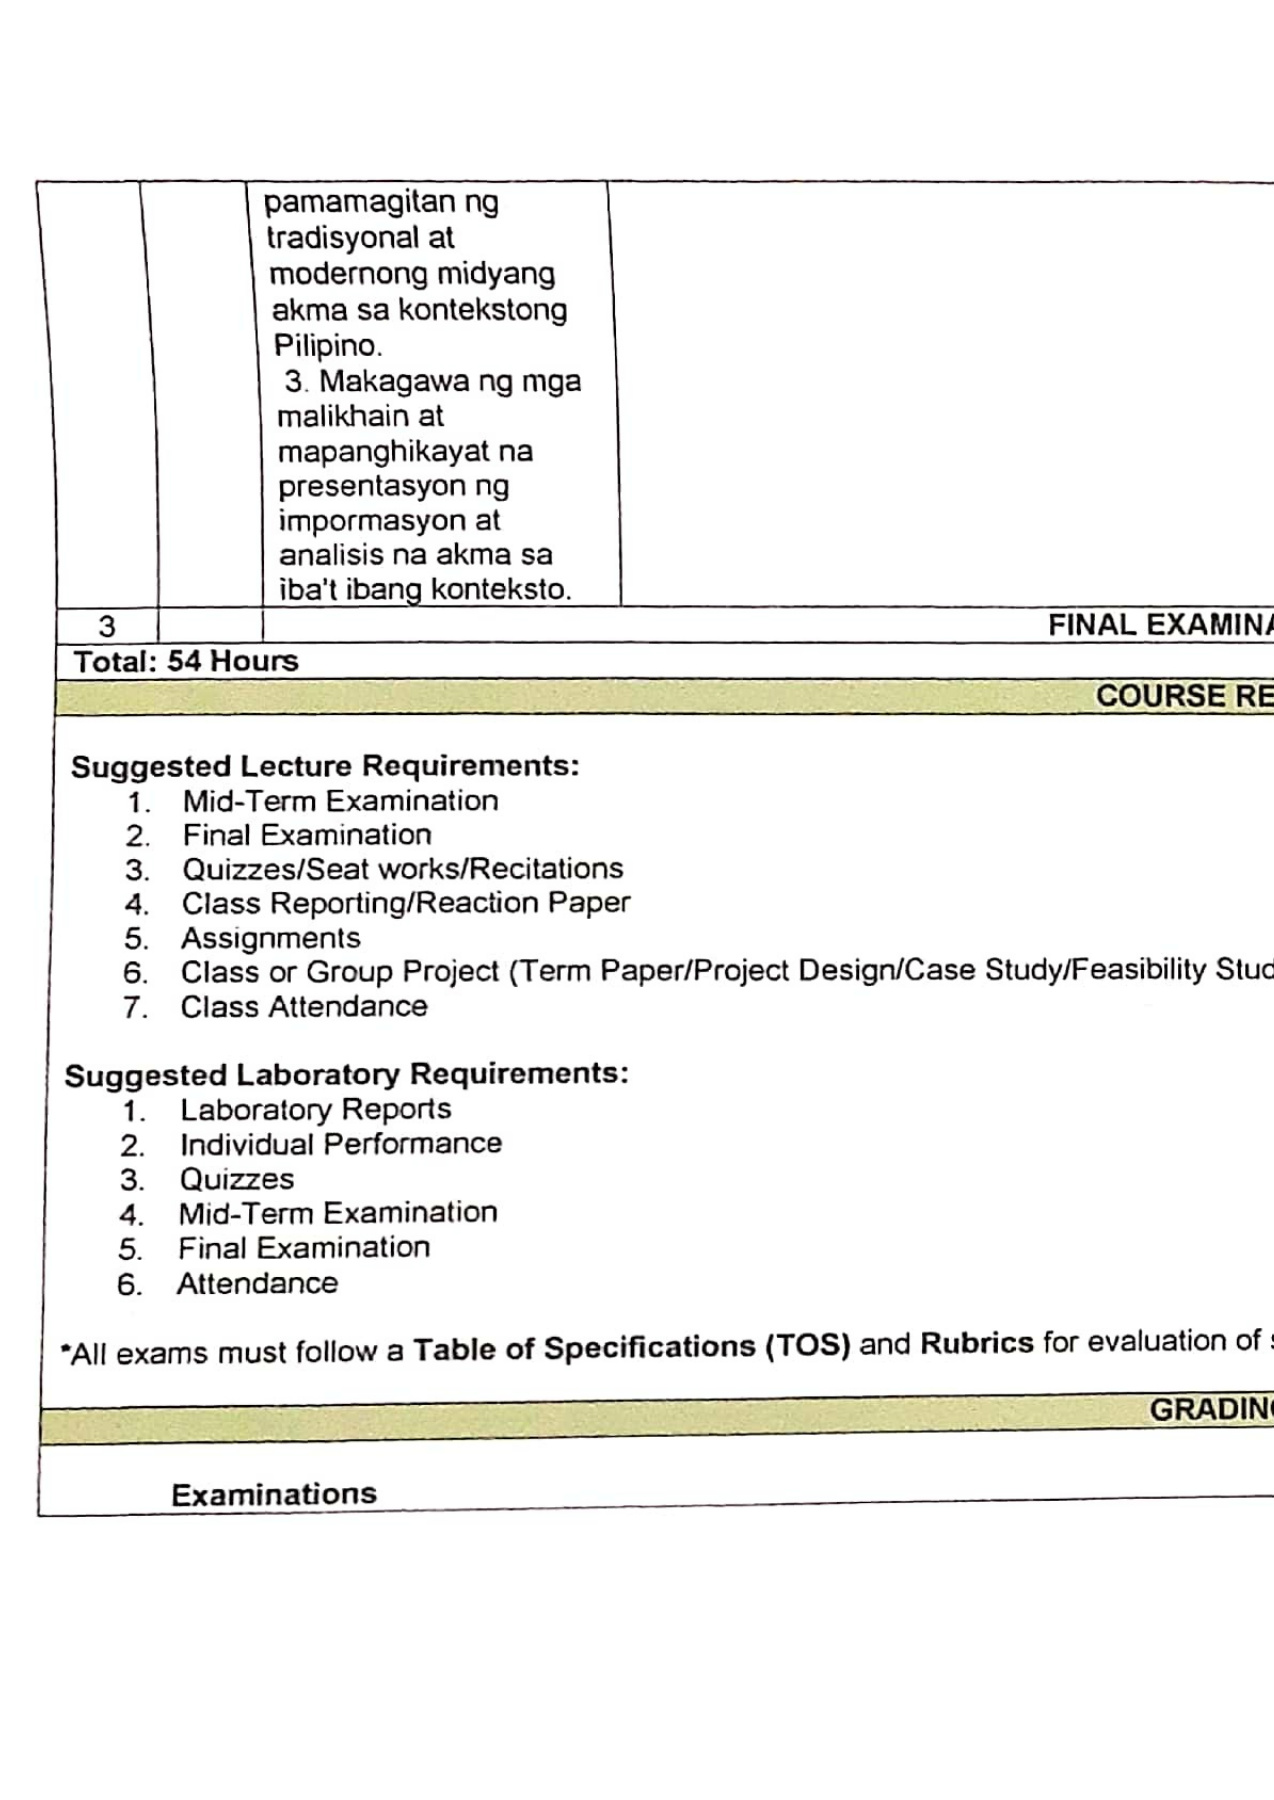 pamamagitan ng
tradisyonal at
modernong midyang
akma sa kontekstong
Pilipino.
3. Makagawa ng mga
malikhain at
mapanghikayat na
presentasyon ng
impormasyon at
analisis na akma sa
iba't ibang konteksto.
3 FINAL EXAMINA
Total: 54 Hours
COURSE RE
Suggested Lecture Requirements:
1. Mid-Term Examination
2. Final Examination
3. Quizzes/Seat works/Recitations
4. Class Reporting/Reaction Paper
5. Assignments
6. Class or Group Project (Term Paper/Project Design/Case Study/Feasibility Stud
7. Class Attendance
Suggested Laboratory Requirements:
1. Laboratory Reports
2. Individual Performance
3. Quizzes
4. Mid-Term Examination
5. Final Examination
6. Attendance
*All exams must follow a Table of Specifications (TOS) and Rubrics for evaluation of
GRADING
Examinations